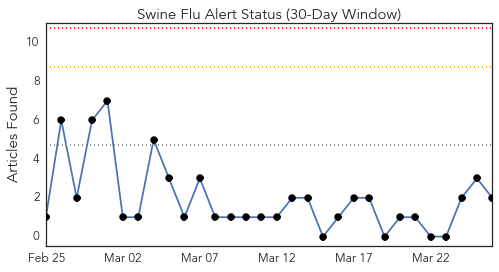 Swine Flu Alert Status (30-Day Window)
Articles Found
10
8
6
4
2
0
Feb 25
Mar 02
Mar 07
Mar 12
Mar 17
Mar 22